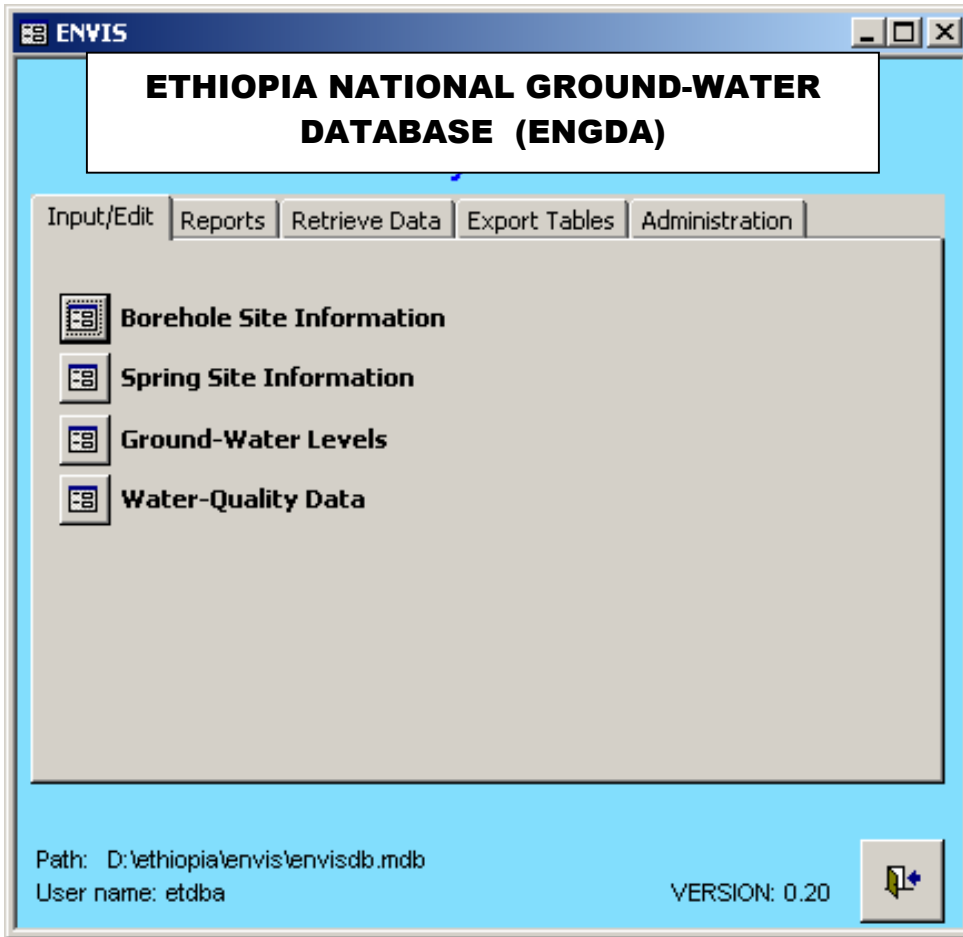 ENVIS
ETHIOPIA NATIONAL GROUND-WATER
DATABASE (ENGDA)
Input/Edit Reports Retrieve Data Export Tables Administration
Borehole Site Information
Spring Site Information
Ground-Water Levels
Water-Quality Data
Path: D:\ethiopia\envis\envisdb.mdb
User name: etdba VERSION: 0.20